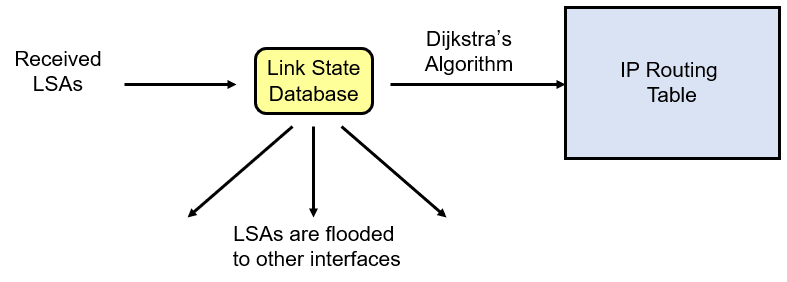 Received
LSAs
Link State
Database
Dijkstra’s
Algorithm
IP Routing
Table
LSAs are flooded
to other interfaces